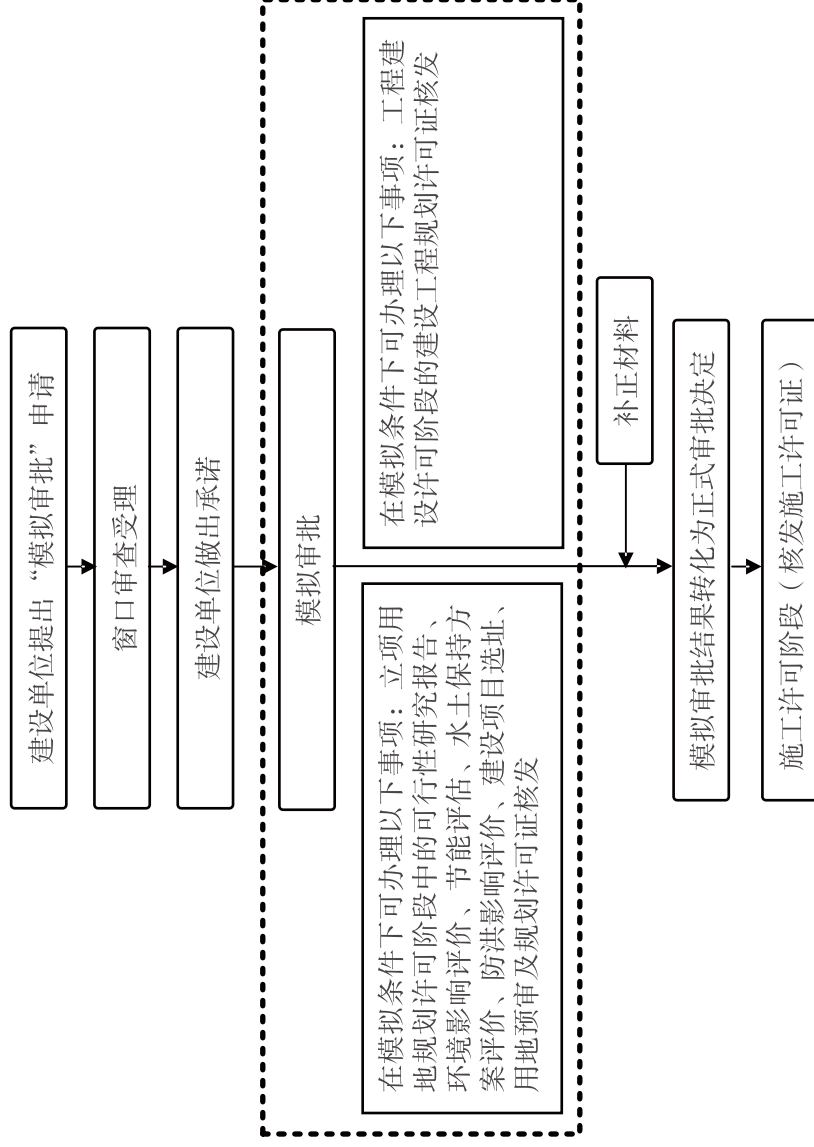 建设单位提出“模拟审批”申请
窗口审查受理
建设单位做出承诺
模拟审批
在模拟条件下可办理以下事项：立项用
地规划许可阶段中的可行性研究报告、
环境影响评价、节能评估、水土保持方
案评价、防洪影响评价、建设项目选址、
用地预审及规划许可证核发
在模拟条件下可办理以下事项：工程建
设许可阶段的建设工程规划许可证核发
补正材料
模拟审批结果转化为正式审批决定
施工许可阶段（核发施工许可证）